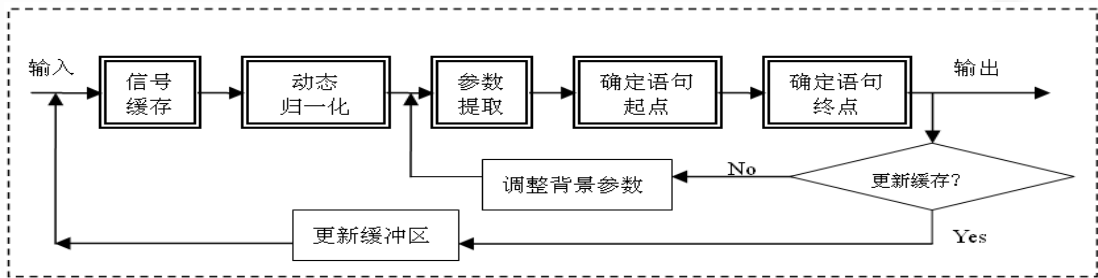 输入
信号
缓存
动态
归一化
参数
提取
确定语句
起点
确定语句
终点
输出
更新缓存？
No
调整背景参数
Yes
更新缓冲区